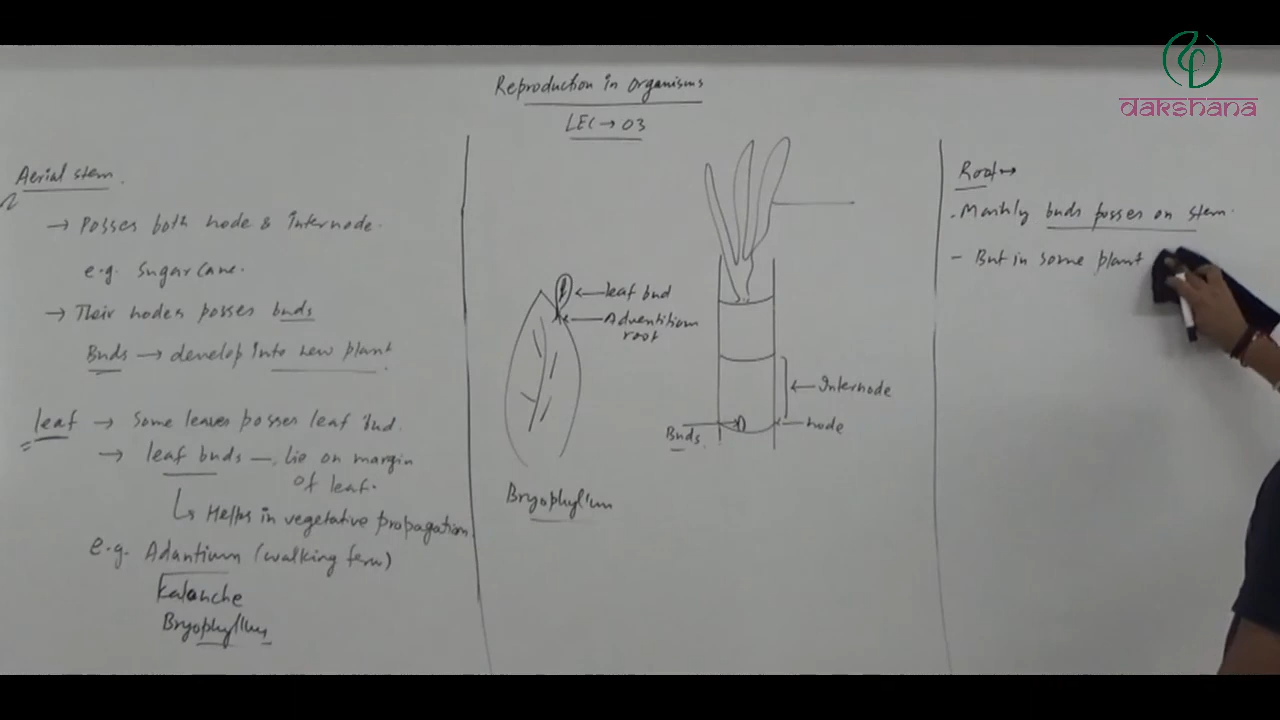 dakshana
Reproduction in Organisms
LEC → 03
Aerial stem.
→ Posses both node & internode.
e.g. Sugarcane.
→ Their nodes posses buds
Buds → develop into new plant
leaf → Some leaves posses leaf bud.
→ leaf buds — lie on margin
of leaf.
↳ Helps in vegetative propagation
e.g. Adantium (walking fern)
Kalanche
Bryophyllum
leaf bud
Adventitious
root
Bryophyllum
Internode
node
Buds.
Root →
. Mainly buds posses on stem.
- But in some plant